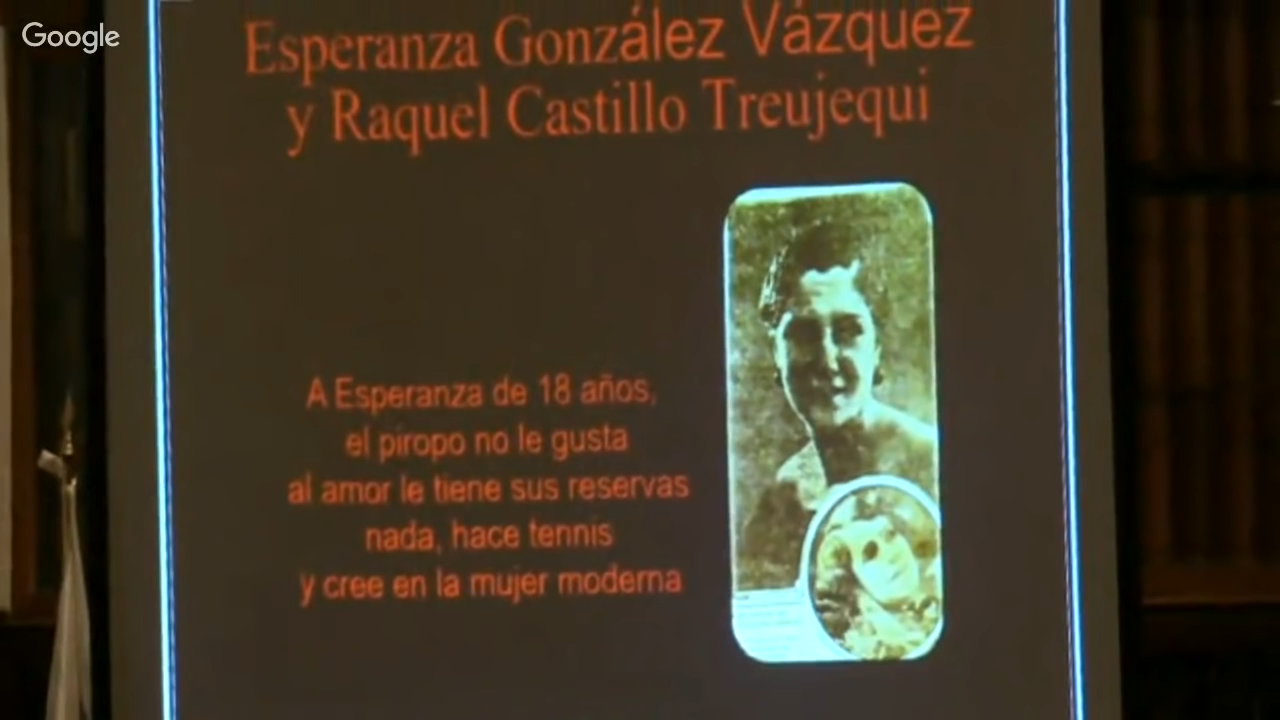 Google
Esperanza González Vázquez
y Raquel Castillo Treujequi
A Esperanza de 18 años,
el piropo no le gusta
al amor le tiene sus reservas
nada, hace tennis
y cree en la mujer moderna